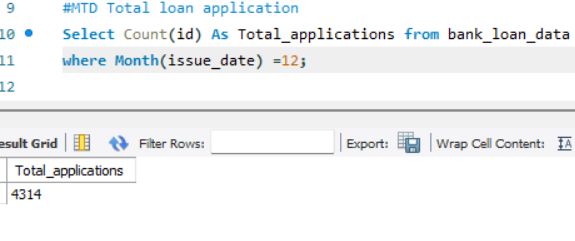 9 #MTD Total loan application
10 Select Count(id) As Total_applications from bank_loan_data
11 where Month(issue_date) =12;
12
esult Grid Filter Rows: Export: Wrap Cell Content: IA
Total_applications
4314